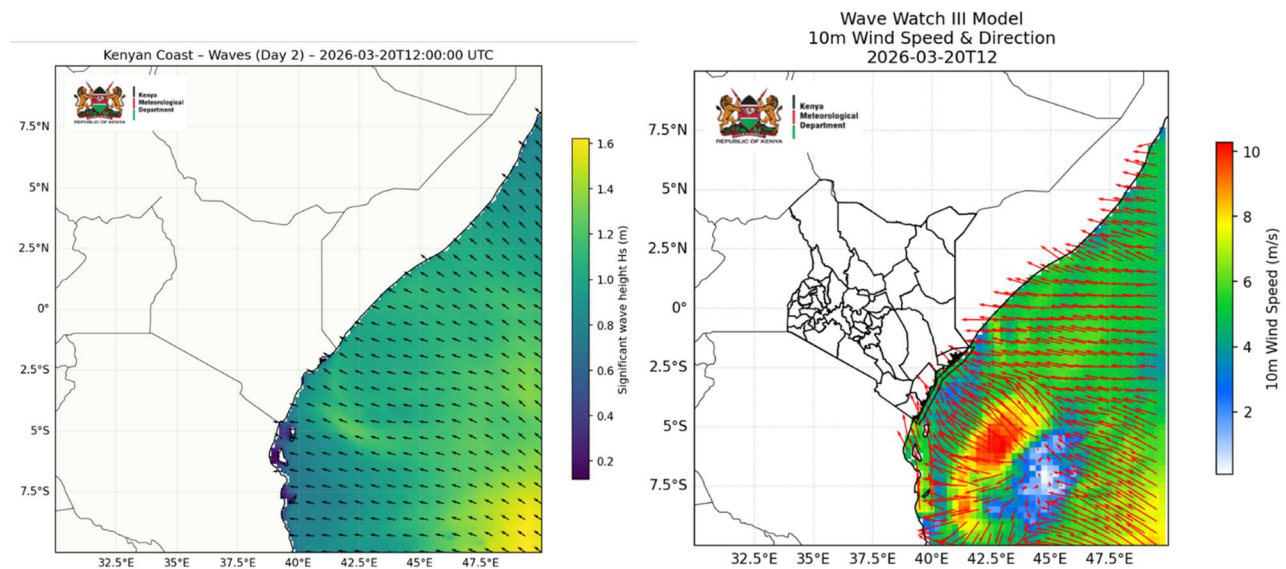 Kenyan Coast – Waves (Day 2) – 2026-03-20T12:00:00 UTC
Kenya
Meteorological
Department
REPUBLIC OF KENYA
7.5°N
5°N
2.5°N
0°
2.5°S
5°S
7.5°S
32.5°E 35°E 37.5°E 40°E 42.5°E 45°E 47.5°E
1.6
1.4
1.2
1.0
0.8
0.6
0.4
0.2
Significant wave height Hs (m)
Wave Watch III Model
10m Wind Speed & Direction
2026-03-20T12
Kenya
Meteorological
Department
REPUBLIC OF KENYA
7.5°N
5°N
2.5°N
0°
2.5°S
5°S
7.5°S
32.5°E 35°E 37.5°E 40°E 42.5°E 45°E 47.5°E
10
8
6
4
2
10m Wind Speed (m/s)